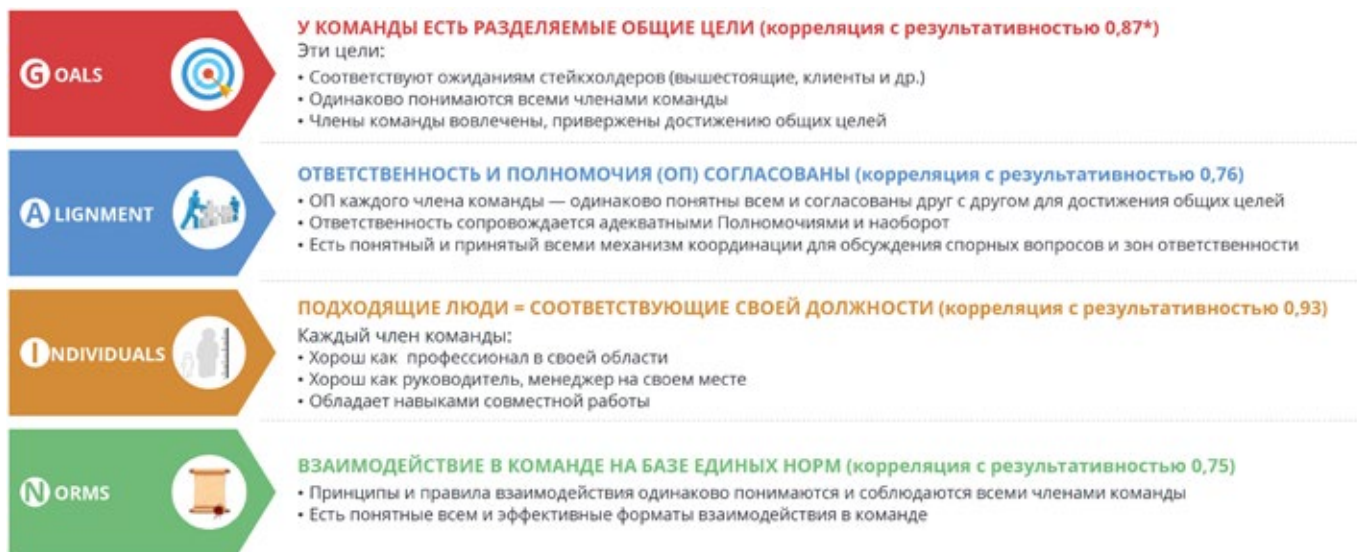 GOALS
У КОМАНДЫ ЕСТЬ РАЗДЕЛЯЕМЫЕ ОБЩИЕ ЦЕЛИ (корреляция с результативностью 0,87*)
Эти цели:
• Соответствуют ожиданиям стейкхолдеров (вышестоящие, клиенты и др.)
• Одинаково понимаются всеми членами команды
• Члены команды вовлечены, привержены достижению общих целей
ALIGNMENT
ОТВЕТСТВЕННОСТЬ И ПОЛНОМОЧИЯ (ОП) СОГЛАСОВАНЫ (корреляция с результативностью 0,76)
• ОП каждого члена команды — одинаково понятны всем и согласованы друг с другом для достижения общих целей
• Ответственность сопровождается адекватными Полномочиями и наоборот
• Есть понятный и принятый всеми механизм координации для обсуждения спорных вопросов и зон ответственности
INDIVIDUALS
ПОДХОДЯЩИЕ ЛЮДИ = СООТВЕТСТВУЮЩИЕ СВОЕЙ ДОЛЖНОСТИ (корреляция с результативностью 0,93)
Каждый член команды:
• Хорош как профессионал в своей области
• Хорош как руководитель, менеджер на своем месте
• Обладает навыками совместной работы
NORMS
ВЗАИМОДЕЙСТВИЕ В КОМАНДЕ НА БАЗЕ ЕДИНЫХ НОРМ (корреляция с результативностью 0,75)
• Принципы и правила взаимодействия одинаково понимаются и соблюдаются всеми членами команды
• Есть понятные всем и эффективные форматы взаимодействия в команде